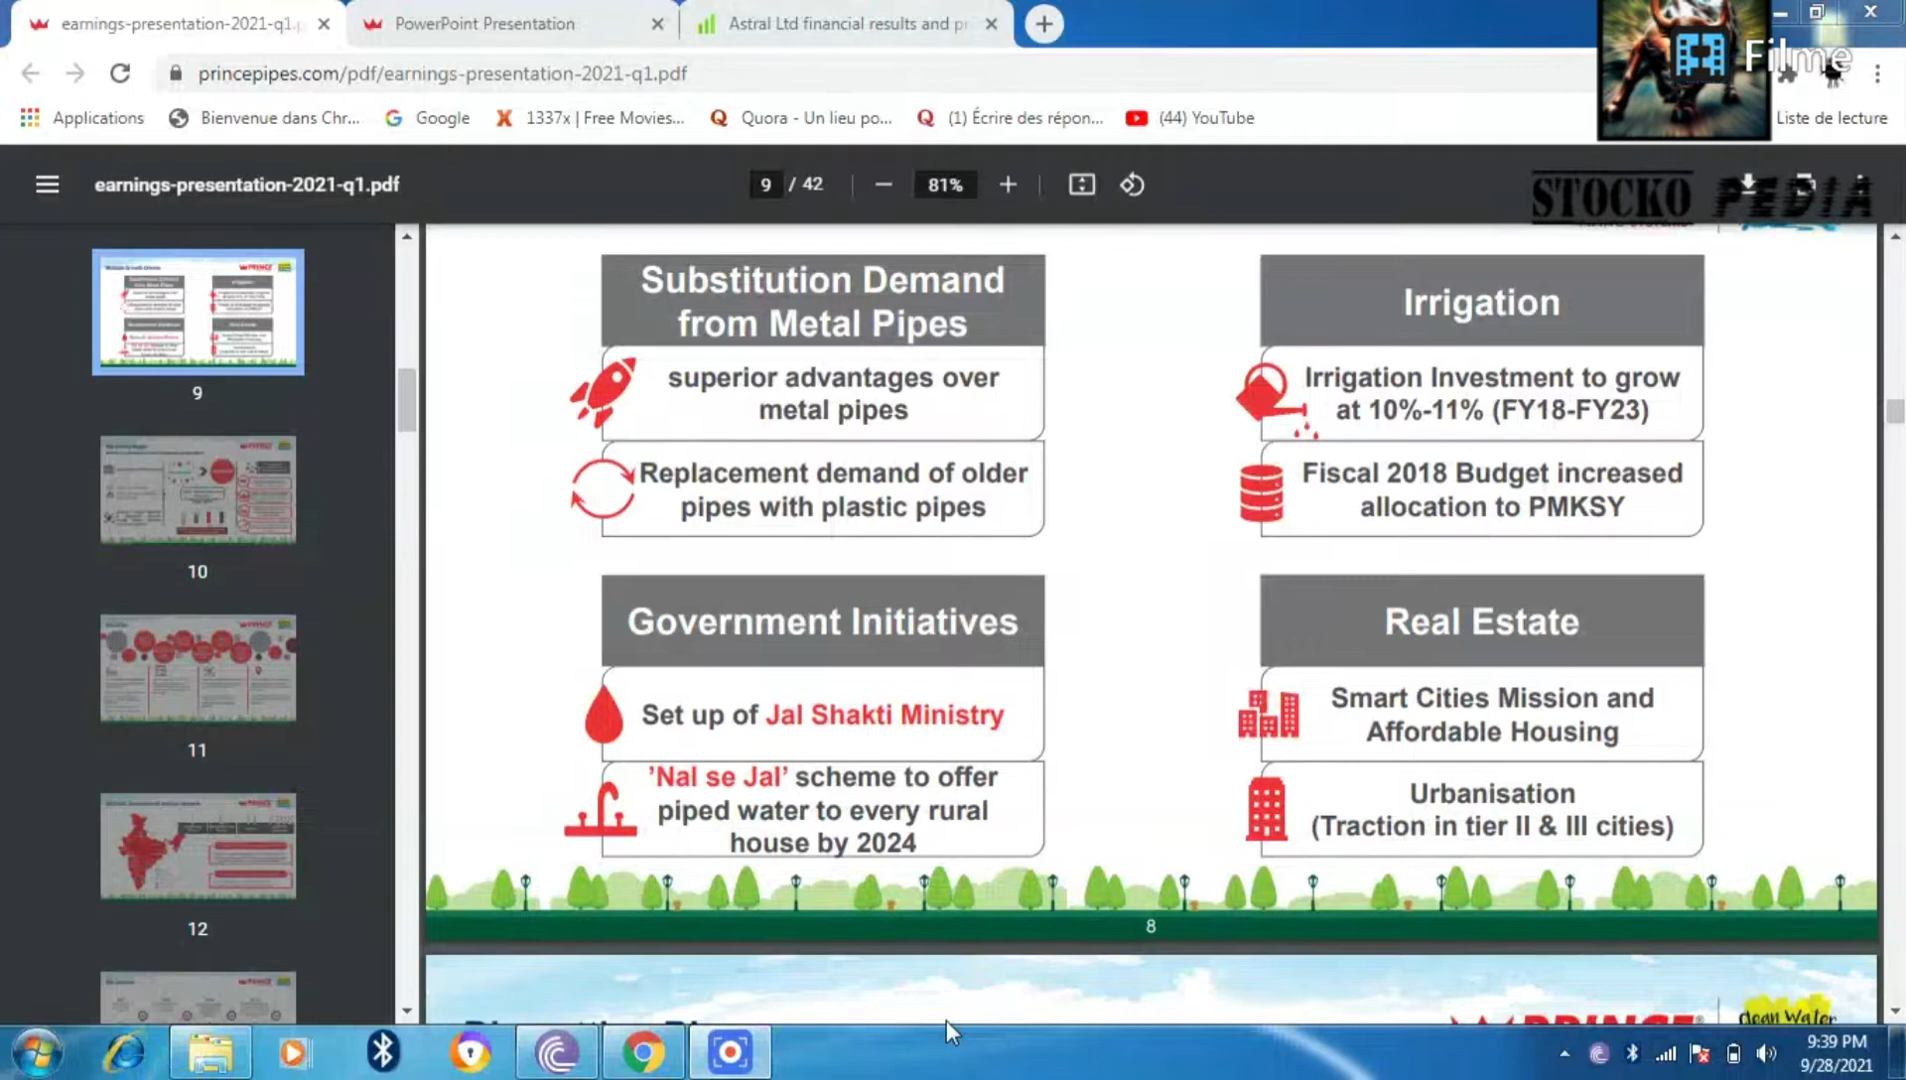 earnings-presentation-2021-q1.p
PowerPoint Presentation
Astral Ltd financial results and p
Filme
princepipes.com/pdf/earnings-presentation-2021-q1.pdf
Applications
Bienvenue dans Chr...
Google
1337x | Free Movies...
Quora - Un lieu po...
(1) Écrire des répon...
(44) YouTube
Liste de lecture
earnings-presentation-2021-q1.pdf
9 / 42
81%
STOCKO PEDIA
Substitution Demand
from Metal Pipes
superior advantages over
metal pipes
Replacement demand of older
pipes with plastic pipes
Irrigation
Irrigation Investment to grow
at 10%-11% (FY18-FY23)
Fiscal 2018 Budget increased
allocation to PMKSY
Government Initiatives
Set up of Jal Shakti Ministry
’Nal se Jal’ scheme to offer
piped water to every rural
house by 2024
Real Estate
Smart Cities Mission and
Affordable Housing
Urbanisation
(Traction in tier II & III cities)
8
9
10
11
12
PRINCE
clean water
9:39 PM
9/28/2021